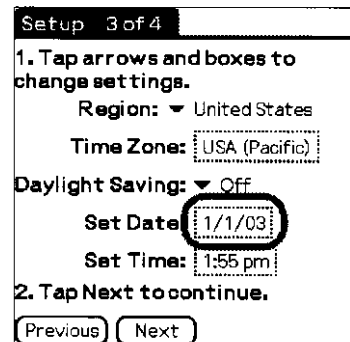 Setup 3 of 4
1. Tap arrows and boxes to
change settings.
Region: United States
Time Zone: USA (Pacific)
Daylight Saving: Off
Set Date: 1/1/03
Set Time: 1:55 pm
2. Tap Next to continue.
Previous Next